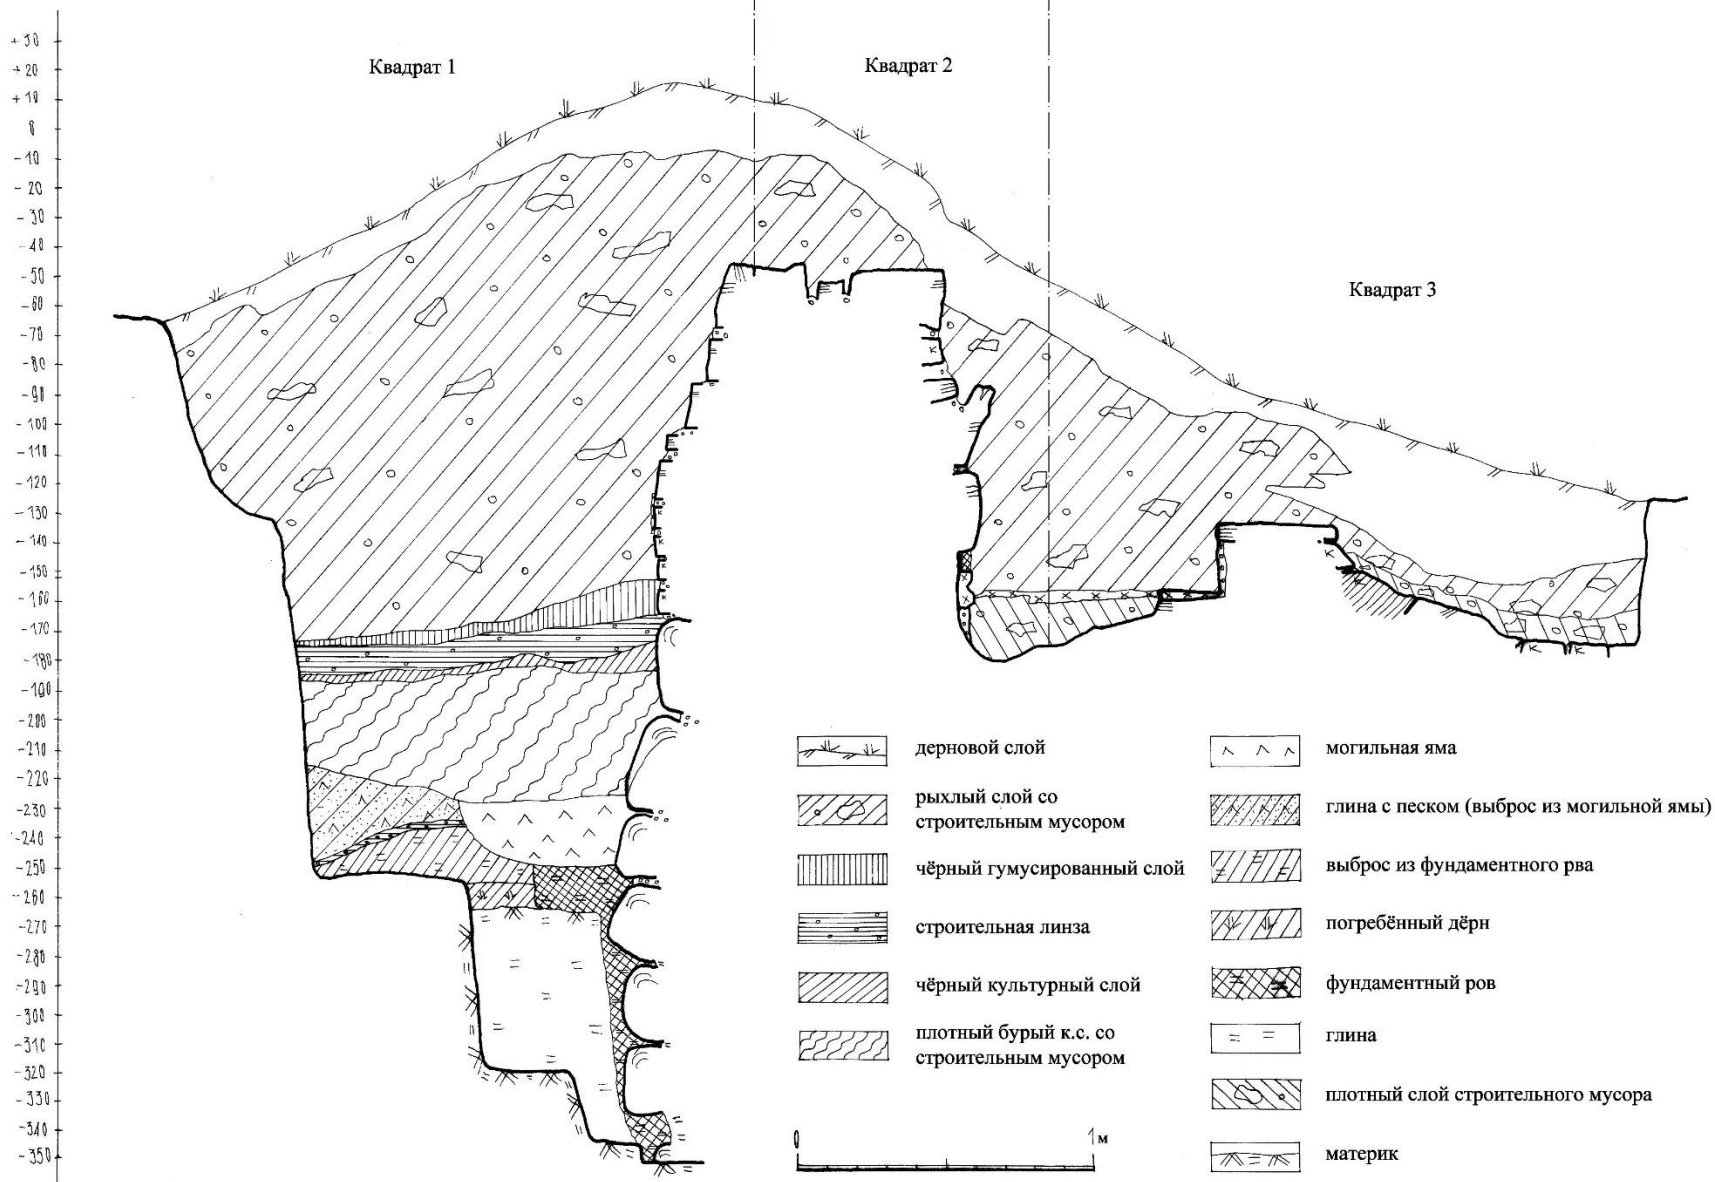 +30
+20
+10
0
-10
-20
-30
-40
-50
-60
-70
-80
-90
-100
-110
-120
-130
-140
-150
-160
-170
-180
-190
-200
-210
-220
-230
-240
-250
-260
-270
-280
-290
-300
-310
-320
-330
-340
-350
Квадрат 1
Квадрат 2
Квадрат 3
дерновой слой
рыхлый слой со
строительным мусором
чёрный гумусированный слой
строительная линза
чёрный культурный слой
плотный бурый к.с. со
строительным мусором
могильная яма
глина с песком (выброс из могильной ямы)
выброс из фундаментного рва
погребённый дёрн
фундаментный ров
глина
плотный слой строительного мусора
материк
0
1 м